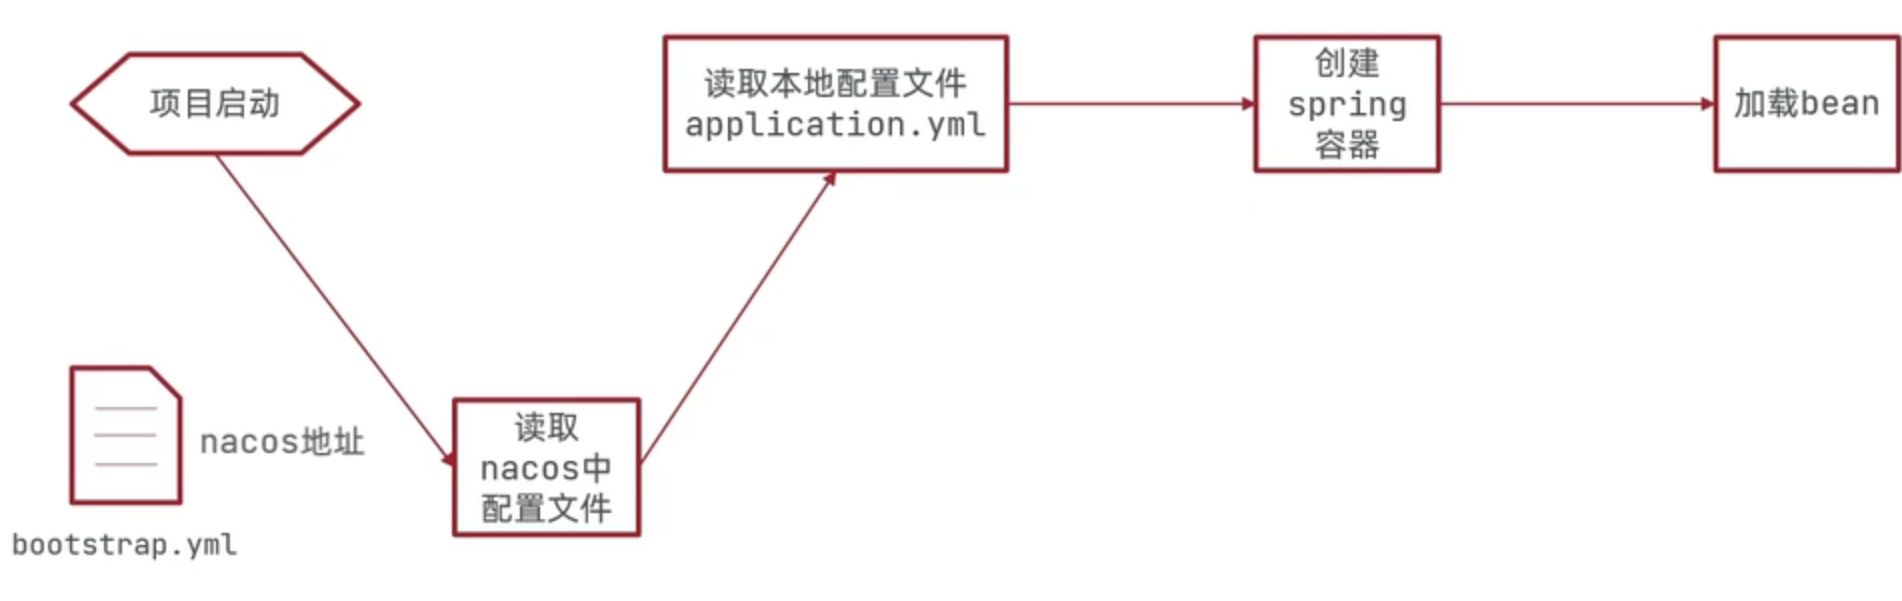 项目启动
读取本地配置文件
application.yml
创建
spring
容器
加载bean
nacos地址
bootstrap.yml
读取
nacos中
配置文件